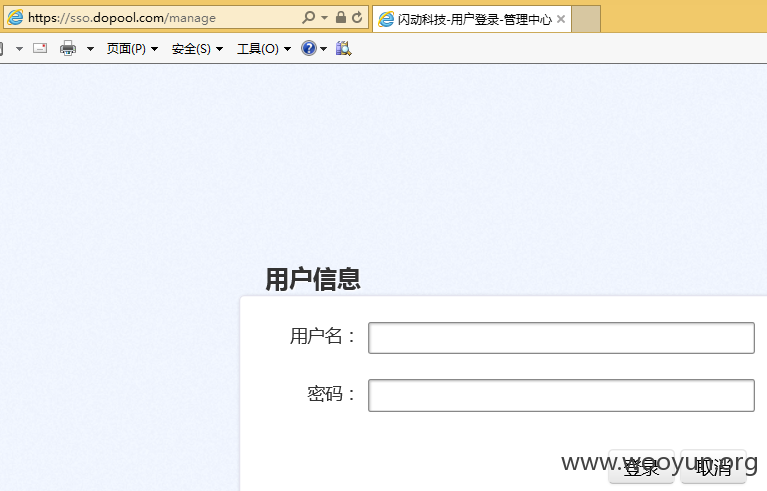 https://sso.dopool.com/manage
闪动科技-用户登录-管理中心
页面(P) 安全(S) 工具(O)
用户信息
用户名：
密码：
登录 取消
www.wooyun.org